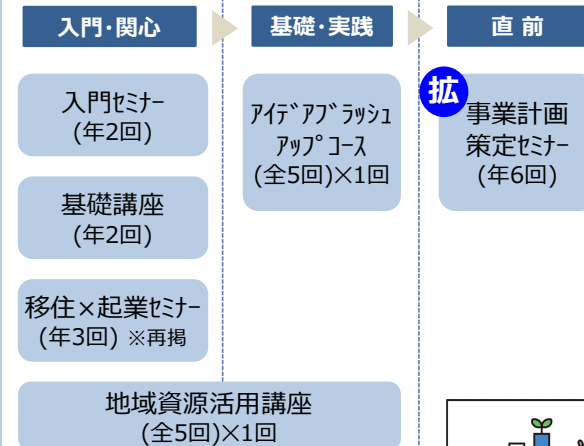 入門・関心
基礎・実践
直 前
入門ｾﾐﾅｰ
(年2回)
基礎講座
(年2回)
移住×起業ｾﾐﾅｰ
(年3回) ※再掲
ｱｲﾃﾞｱﾌﾞﾗｯｼｭ
ｱｯﾌﾟｺｰｽ
(全5回)×1回
拡
事業計画
策定ｾﾐﾅｰ
(年6回)
地域資源活用講座
(全5回)×1回